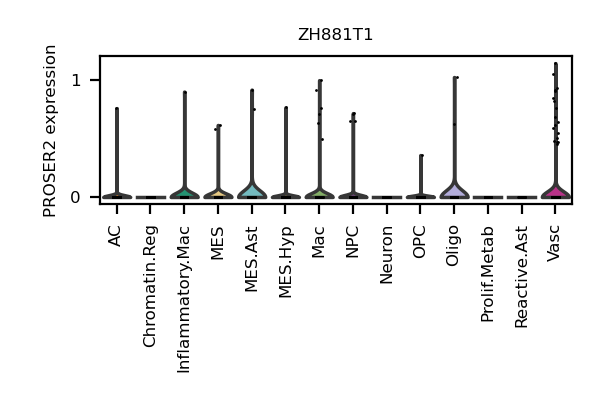 ZH881T1
PROSER2 expression
1
0
AC
Chromatin.Reg
Inflammatory.Mac
MES
MES.Ast
MES.Hyp
Mac
NPC
Neuron
OPC
Oligo
Prolif.Metab
Reactive.Ast
Vasc